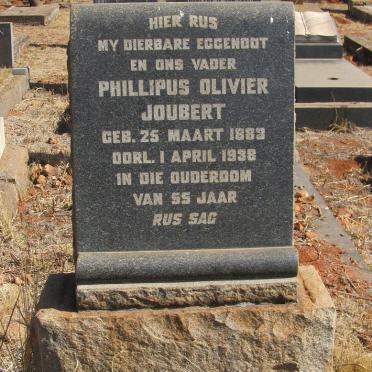 HIER RUS
MY DIERBARE EGGENOOT
EN ONS VADER
PHILLIPUS OLIVIER
JOUBERT
GEB. 25 MAART 1883
OORL. 1 APRIL 1938
IN DIE OUDERDOM
VAN 55 JAAR
RUS SAG